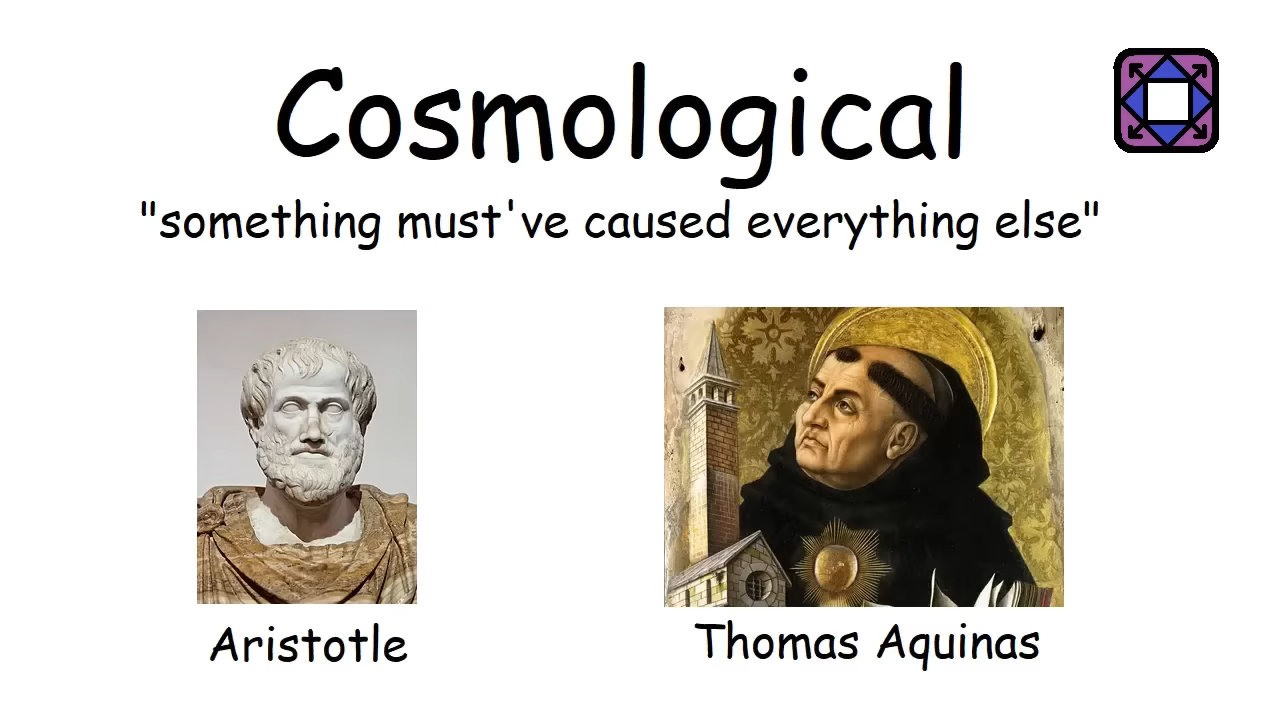 Cosmological
"something must've caused everything else"
Aristotle
Thomas Aquinas